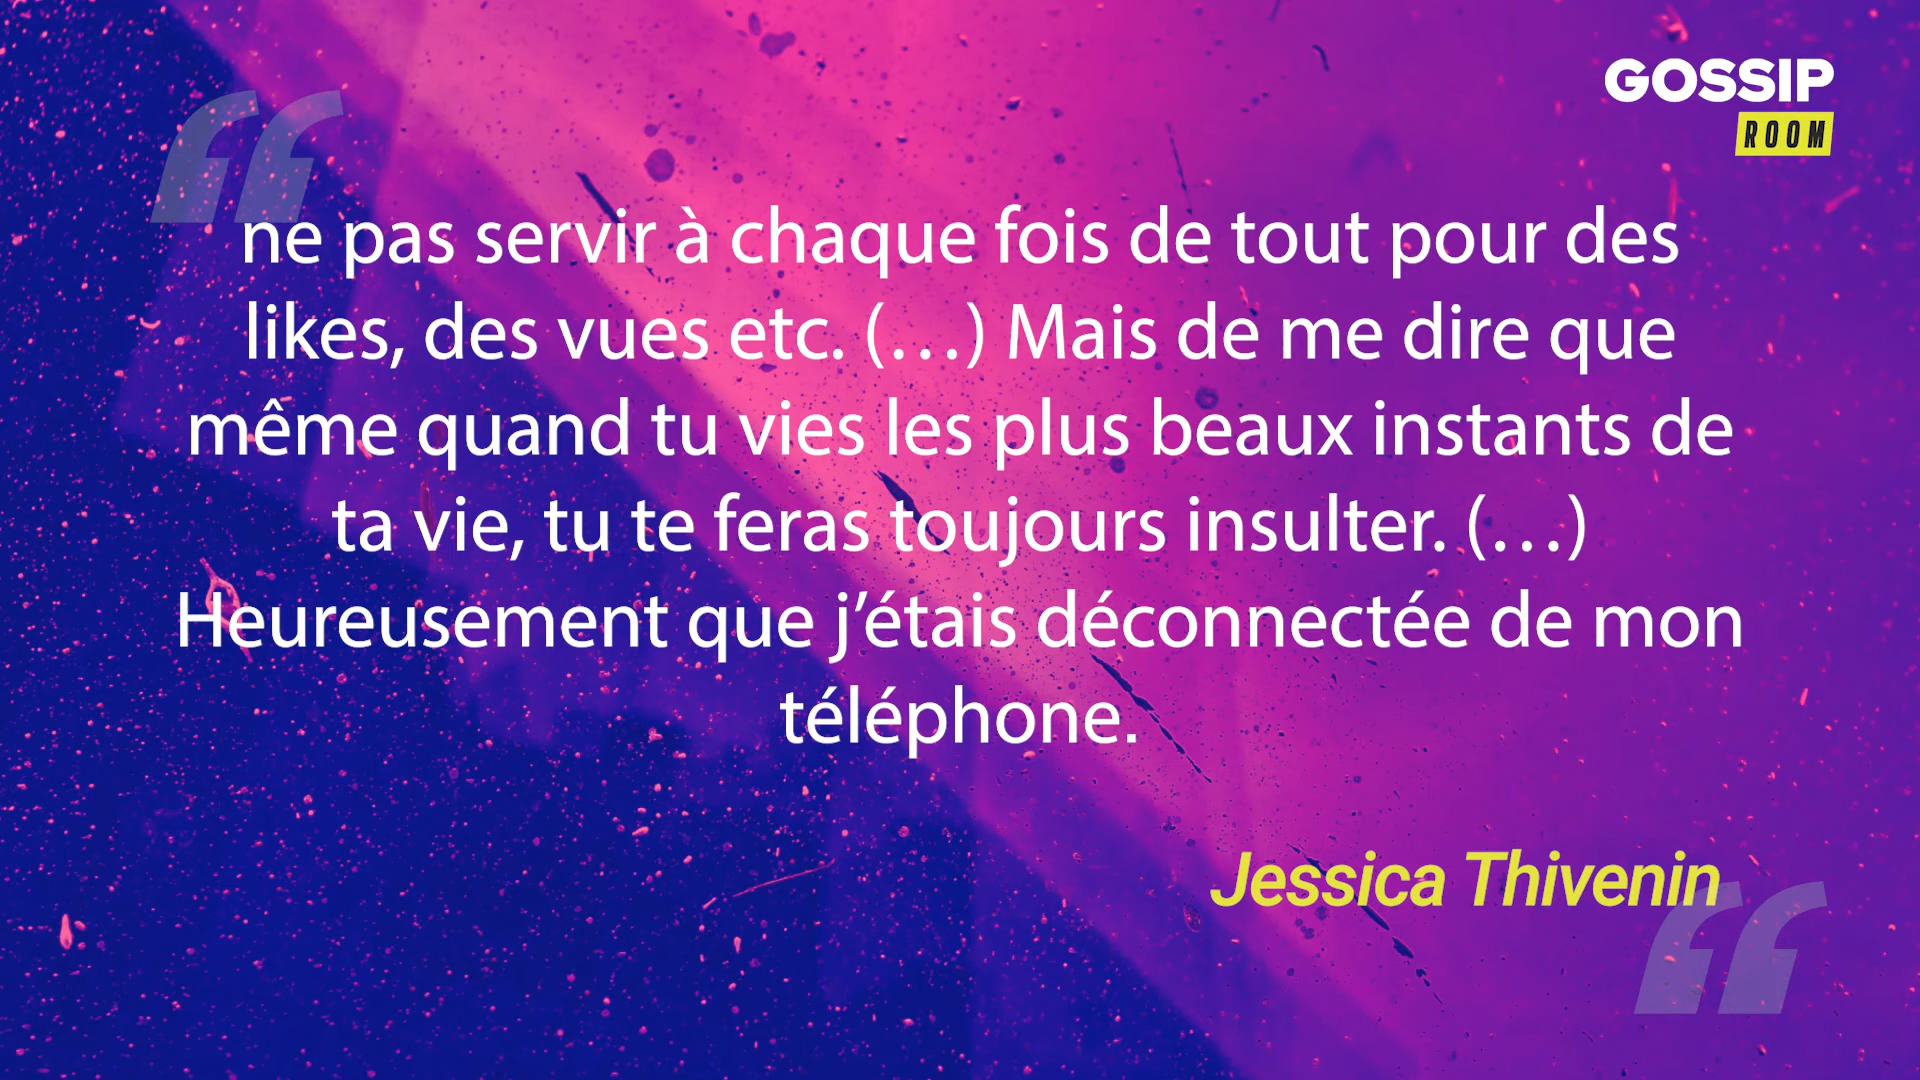 GOSSIP
ROOM
ne pas servir à chaque fois de tout pour des
likes, des vues etc. (…) Mais de me dire que
même quand tu vies les plus beaux instants de
ta vie, tu te feras toujours insulter. (…)
Heureusement que j’étais déconnectée de mon
téléphone.
Jessica Thivenin